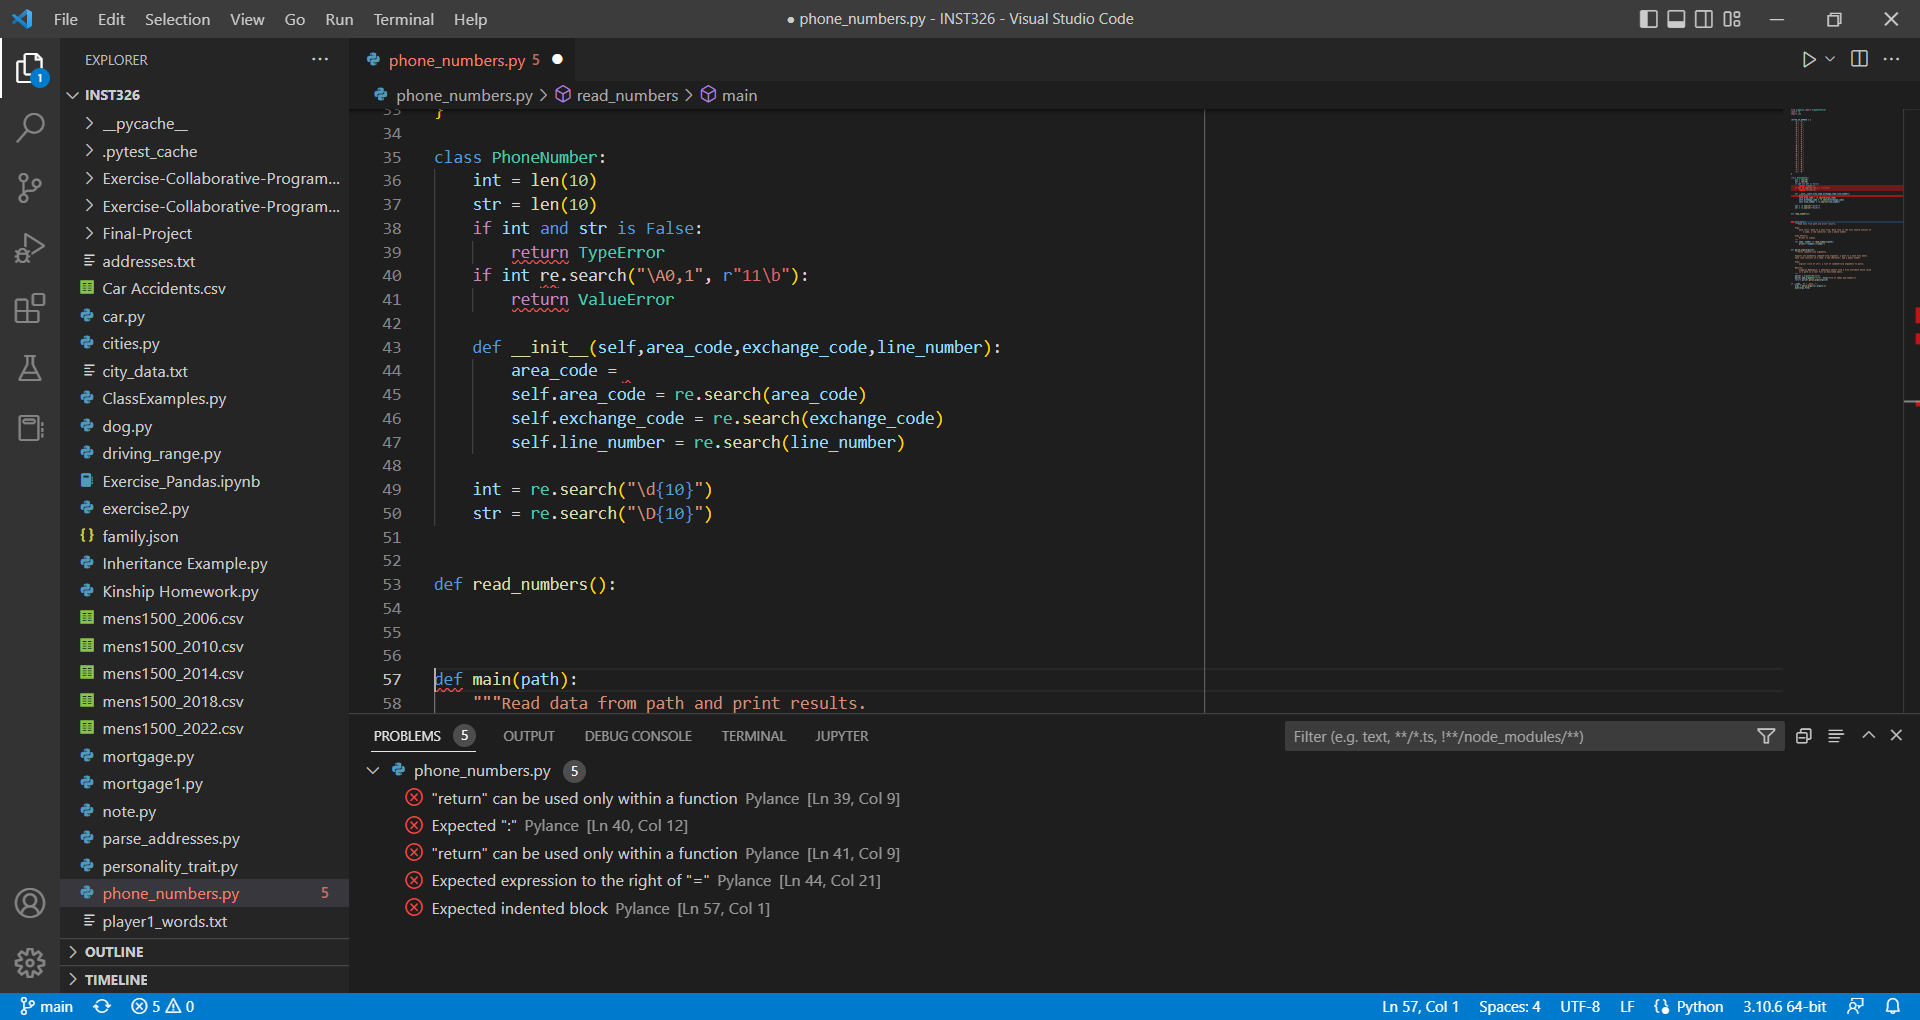 File Edit Selection View Go Run Terminal Help
● phone_numbers.py - INST326 - Visual Studio Code
EXPLORER
1
INST326
__pycache__
.pytest_cache
Exercise-Collaborative-Program...
Exercise-Collaborative-Program...
Final-Project
addresses.txt
Car Accidents.csv
car.py
cities.py
city_data.txt
ClassExamples.py
dog.py
driving_range.py
Exercise_Pandas.ipynb
exercise2.py
family.json
Inheritance Example.py
Kinship Homework.py
mens1500_2006.csv
mens1500_2010.csv
mens1500_2014.csv
mens1500_2018.csv
mens1500_2022.csv
mortgage.py
mortgage1.py
note.py
parse_addresses.py
personality_trait.py
phone_numbers.py 5
player1_words.txt
OUTLINE
TIMELINE
phone_numbers.py 5
phone_numbers.py > read_numbers > main
33 }
34
35 class PhoneNumber:
36 int = len(10)
37 str = len(10)
38 if int and str is False:
39 return TypeError
40 if int re.search("\A0,1", r"11\b"):
41 return ValueError
42
43 def __init__(self,area_code,exchange_code,line_number):
44 area_code =
45 self.area_code = re.search(area_code)
46 self.exchange_code = re.search(exchange_code)
47 self.line_number = re.search(line_number)
48
49 int = re.search("\d{10}")
50 str = re.search("\D{10}")
51
52
53 def read_numbers():
54
55
56
57 def main(path):
58 """Read data from path and print results.
PROBLEMS 5 OUTPUT DEBUG CONSOLE TERMINAL JUPYTER
Filter (e.g. text, **/*.ts, !**/node_modules/**)
phone_numbers.py 5
"return" can be used only within a function Pylance [Ln 39, Col 9]
Expected ":" Pylance [Ln 40, Col 12]
"return" can be used only within a function Pylance [Ln 41, Col 9]
Expected expression to the right of "=" Pylance [Ln 44, Col 21]
Expected indented block Pylance [Ln 57, Col 1]
main 5 0 Ln 57, Col 1 Spaces: 4 UTF-8 LF Python 3.10.6 64-bit